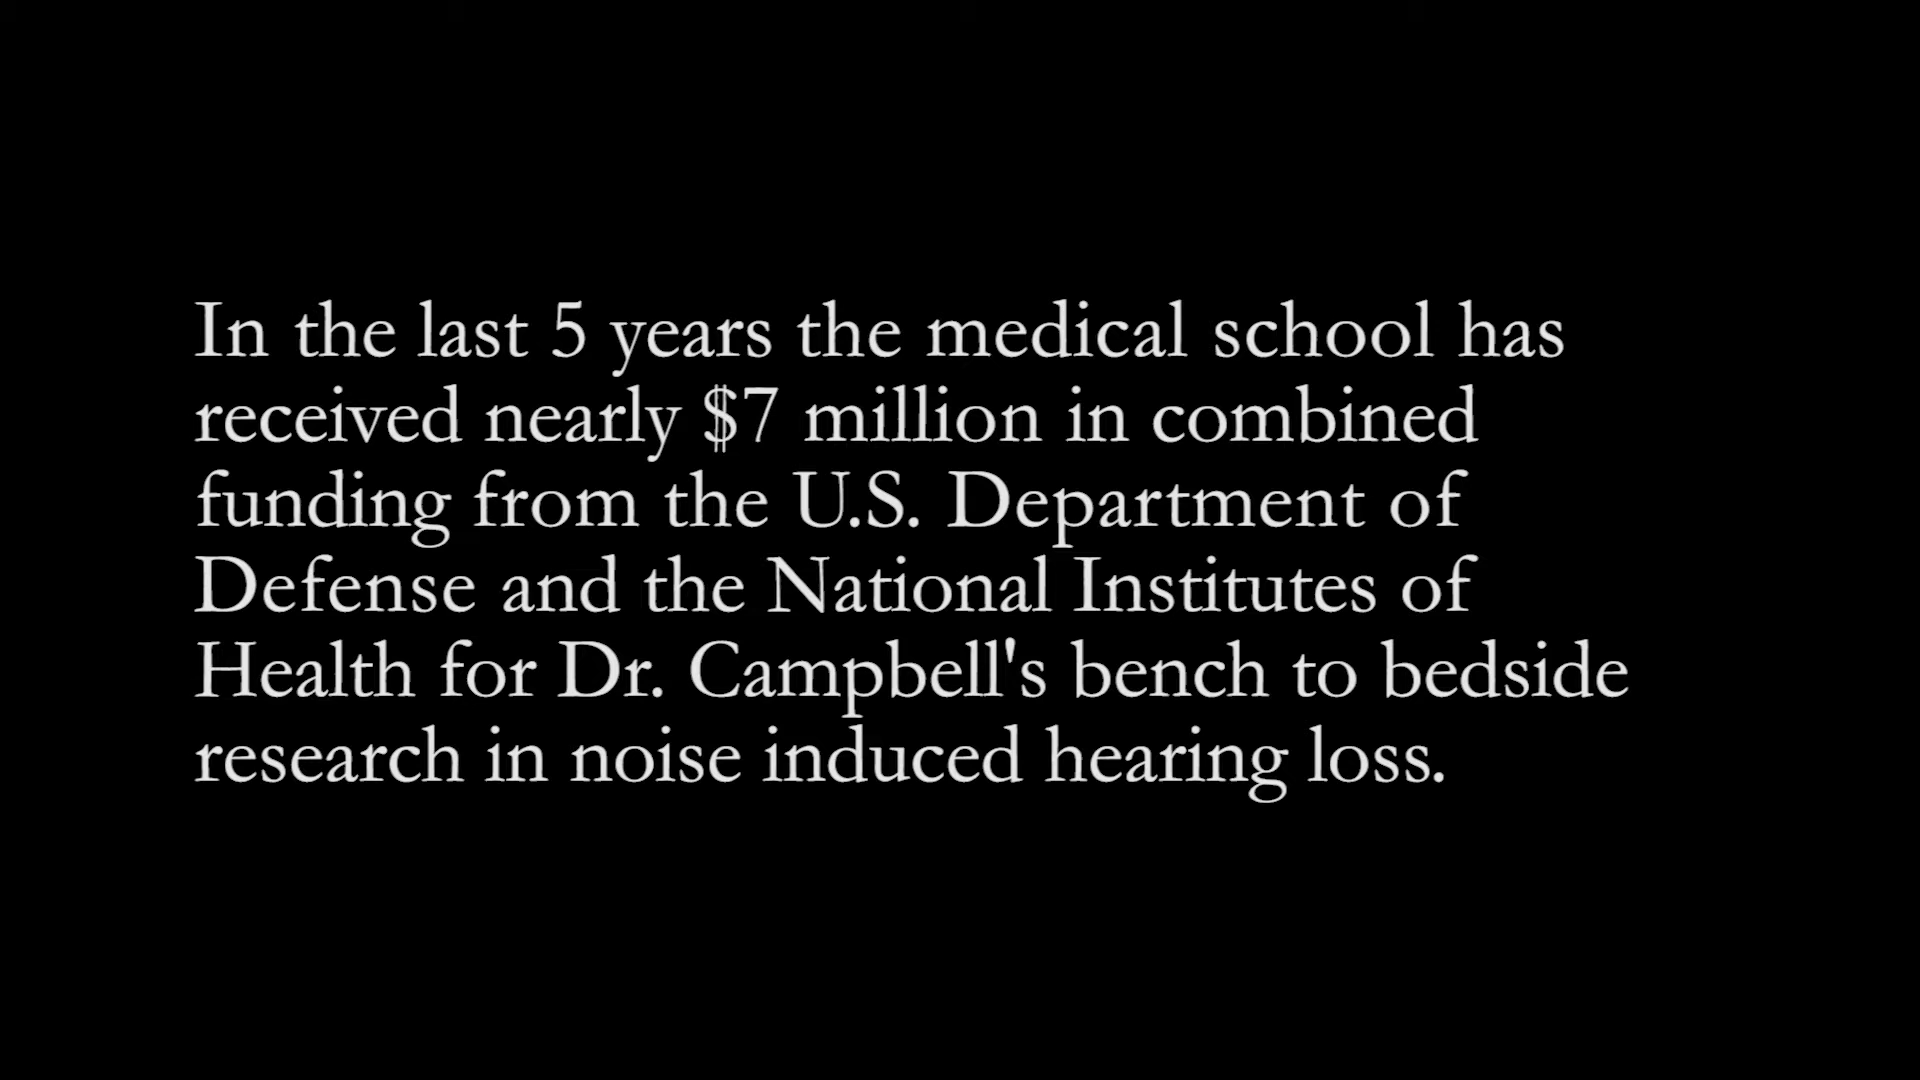 In the last 5 years the medical school has
received nearly $7 million in combined
funding from the U.S. Department of
Defense and the National Institutes of
Health for Dr. Campbell's bench to bedside
research in noise induced hearing loss.